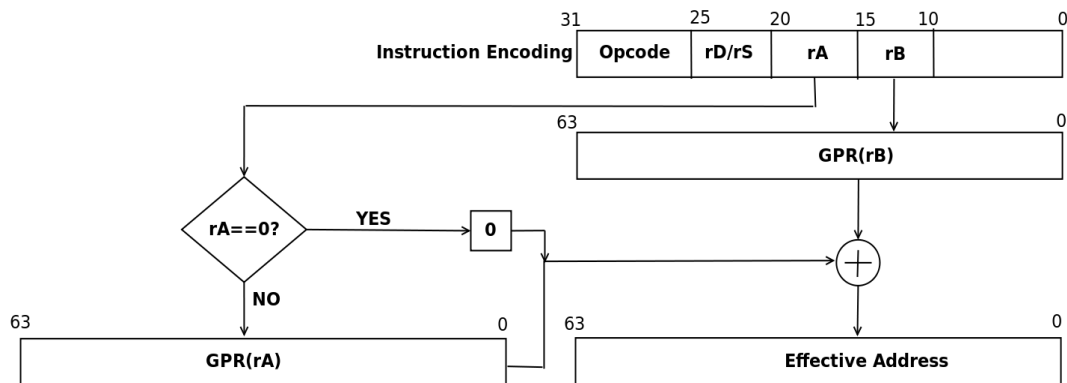 31 25 20 15 10 0
Instruction Encoding Opcode rD/rS rA rB
63 0
GPR(rB)
rA==0? YES 0
NO
63 0 63 0
GPR(rA) Effective Address